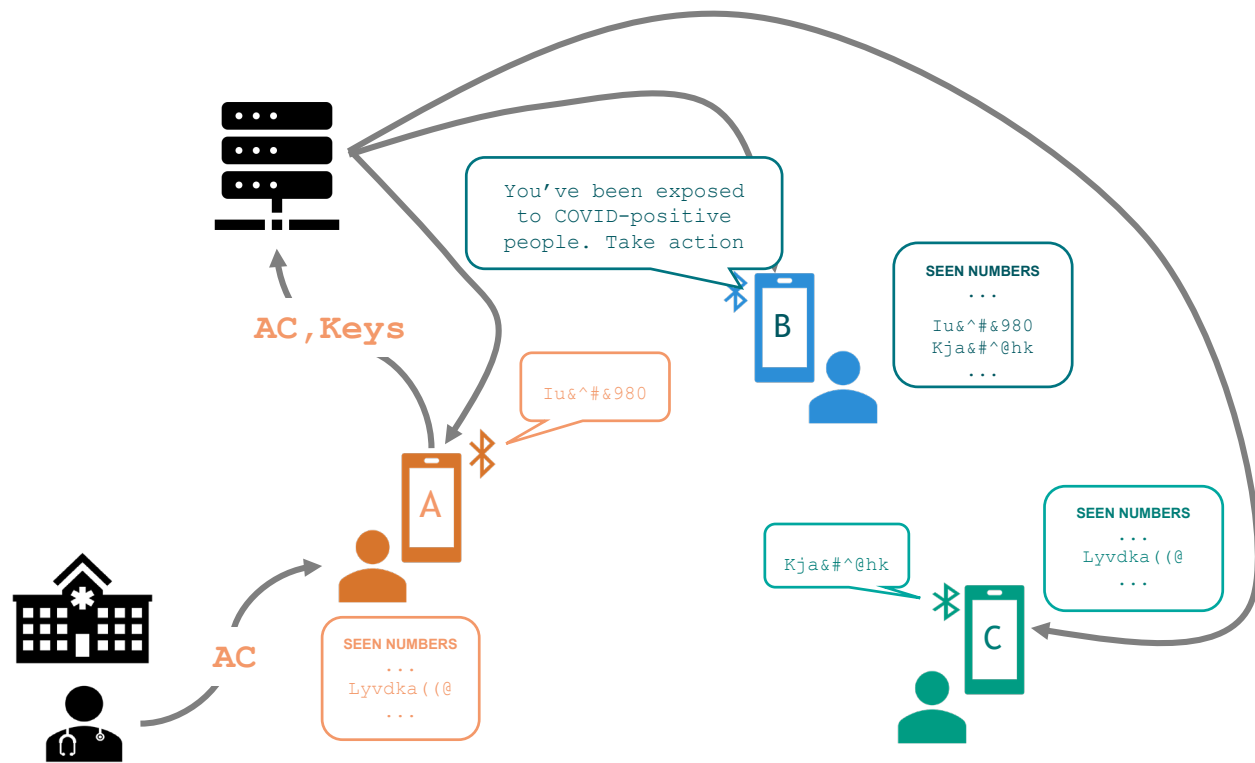 You've been exposed
to COVID-positive
people. Take action
SEEN NUMBERS
...
Iu&^#&980
Kja&#^@hk
...
B
AC,Keys
Iu&^#&980
A
SEEN NUMBERS
...
Lyvdka((@
...
Kja&#^@hk
C
AC
SEEN NUMBERS
...
Lyvdka((@
...